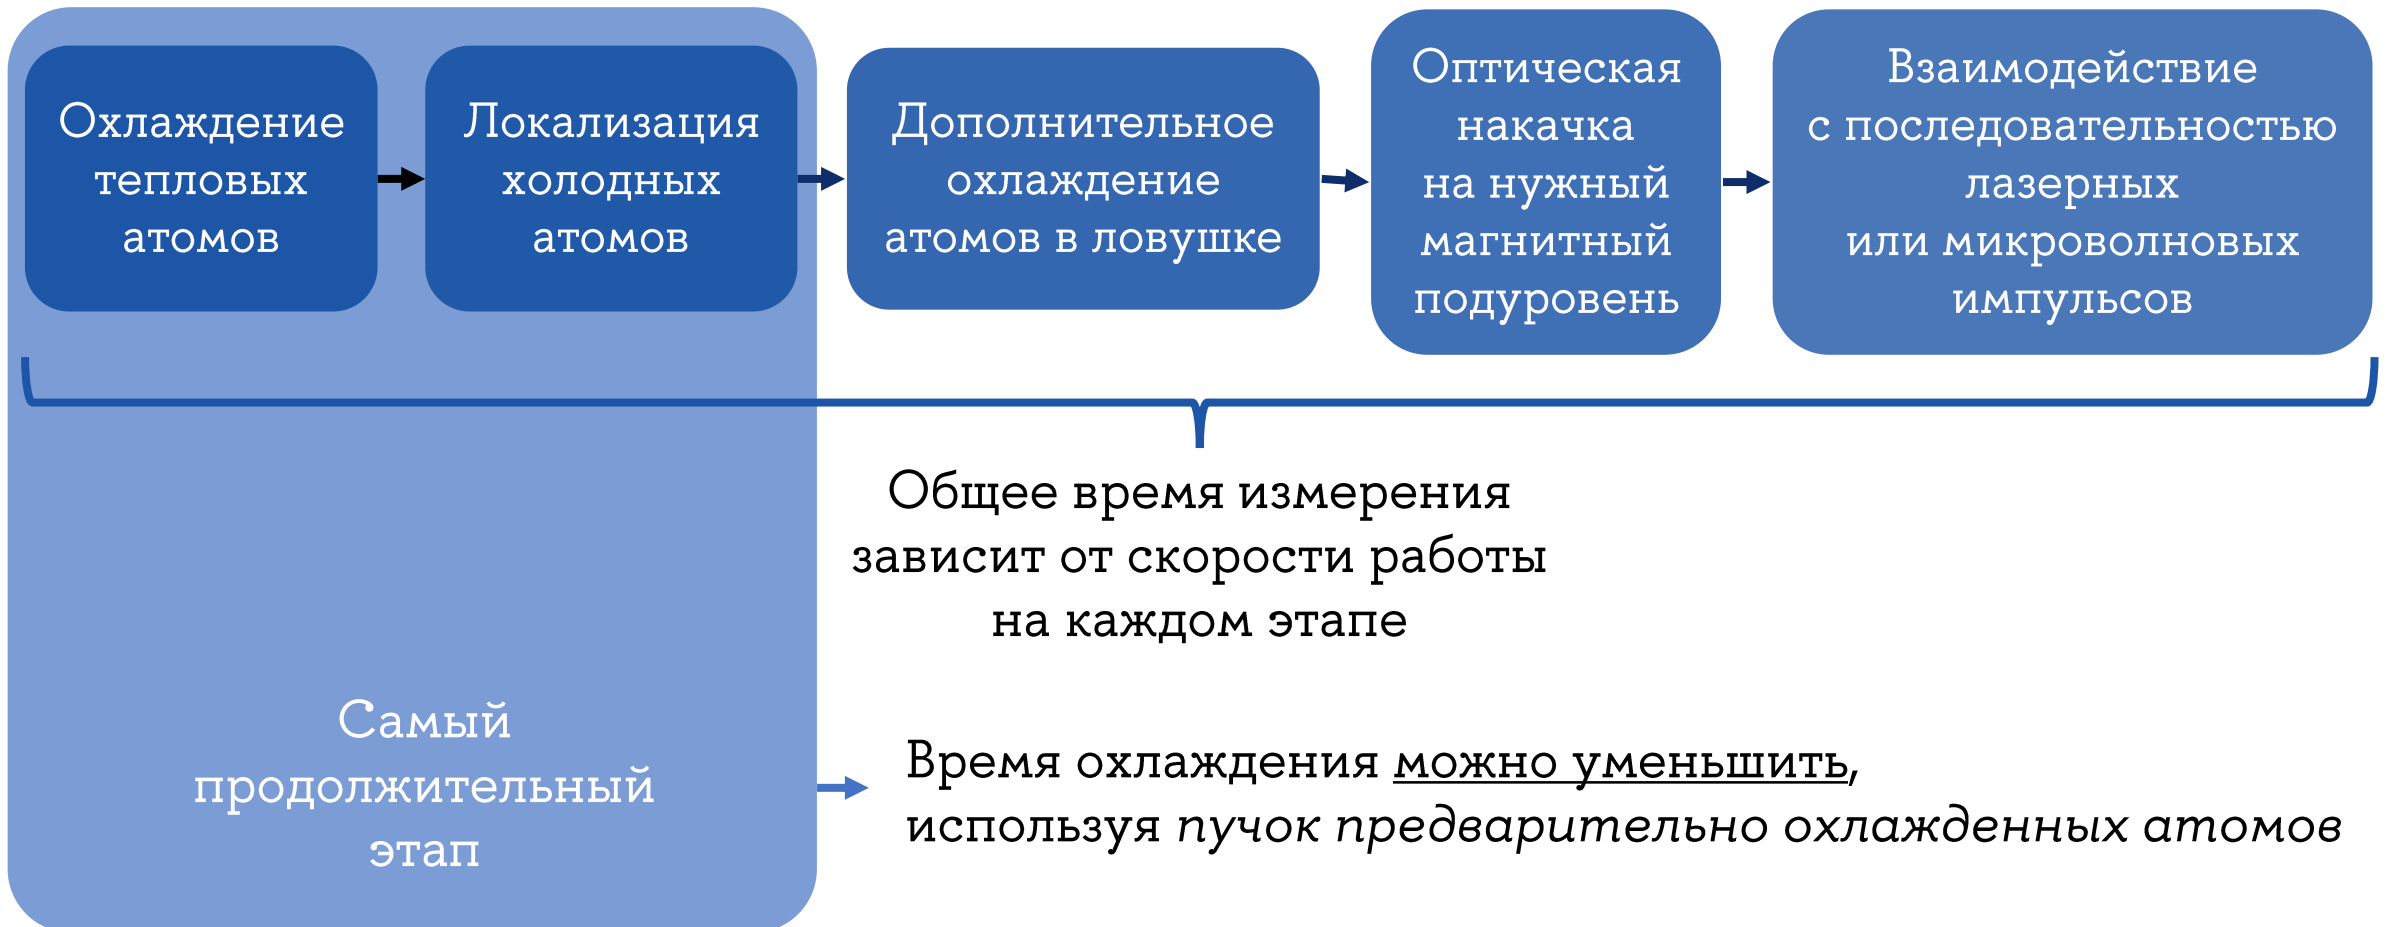 Охлаждение
тепловых
атомов
Локализация
холодных
атомов
Дополнительное
охлаждение
атомов в ловушке
Оптическая
накачка
на нужный
магнитный
подуровень
Взаимодействие
с последовательностью
лазерных
или микроволновых
импульсов
Общее время измерения
зависит от скорости работы
на каждом этапе
Самый
продолжительный
этап
Время охлаждения можно уменьшить,
используя пучок предварительно охлажденных атомов